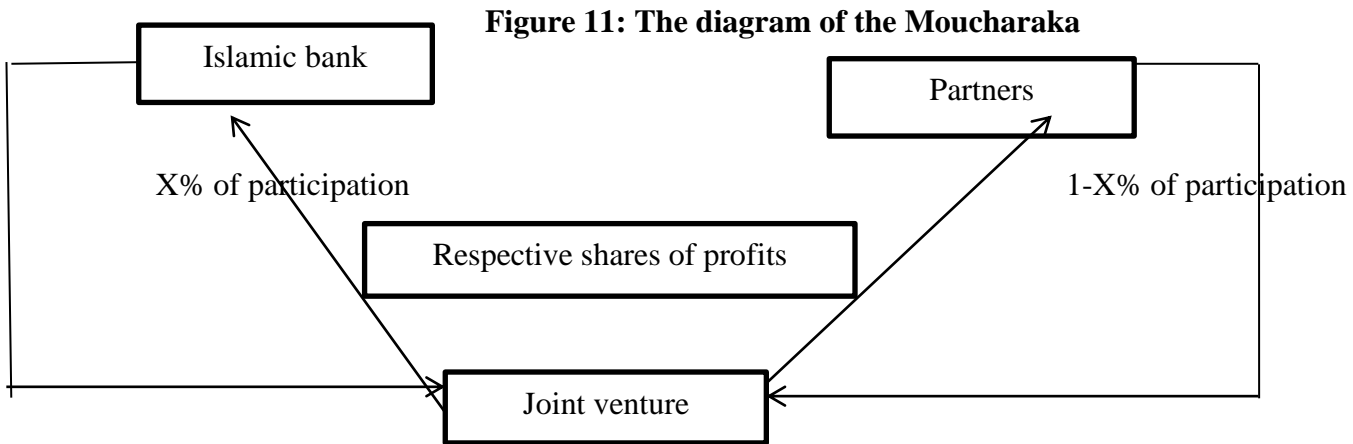 Figure 11: The diagram of the Moucharaka
Islamic bank
Partners
X% of participation
1-X% of participation
Respective shares of profits
Joint venture